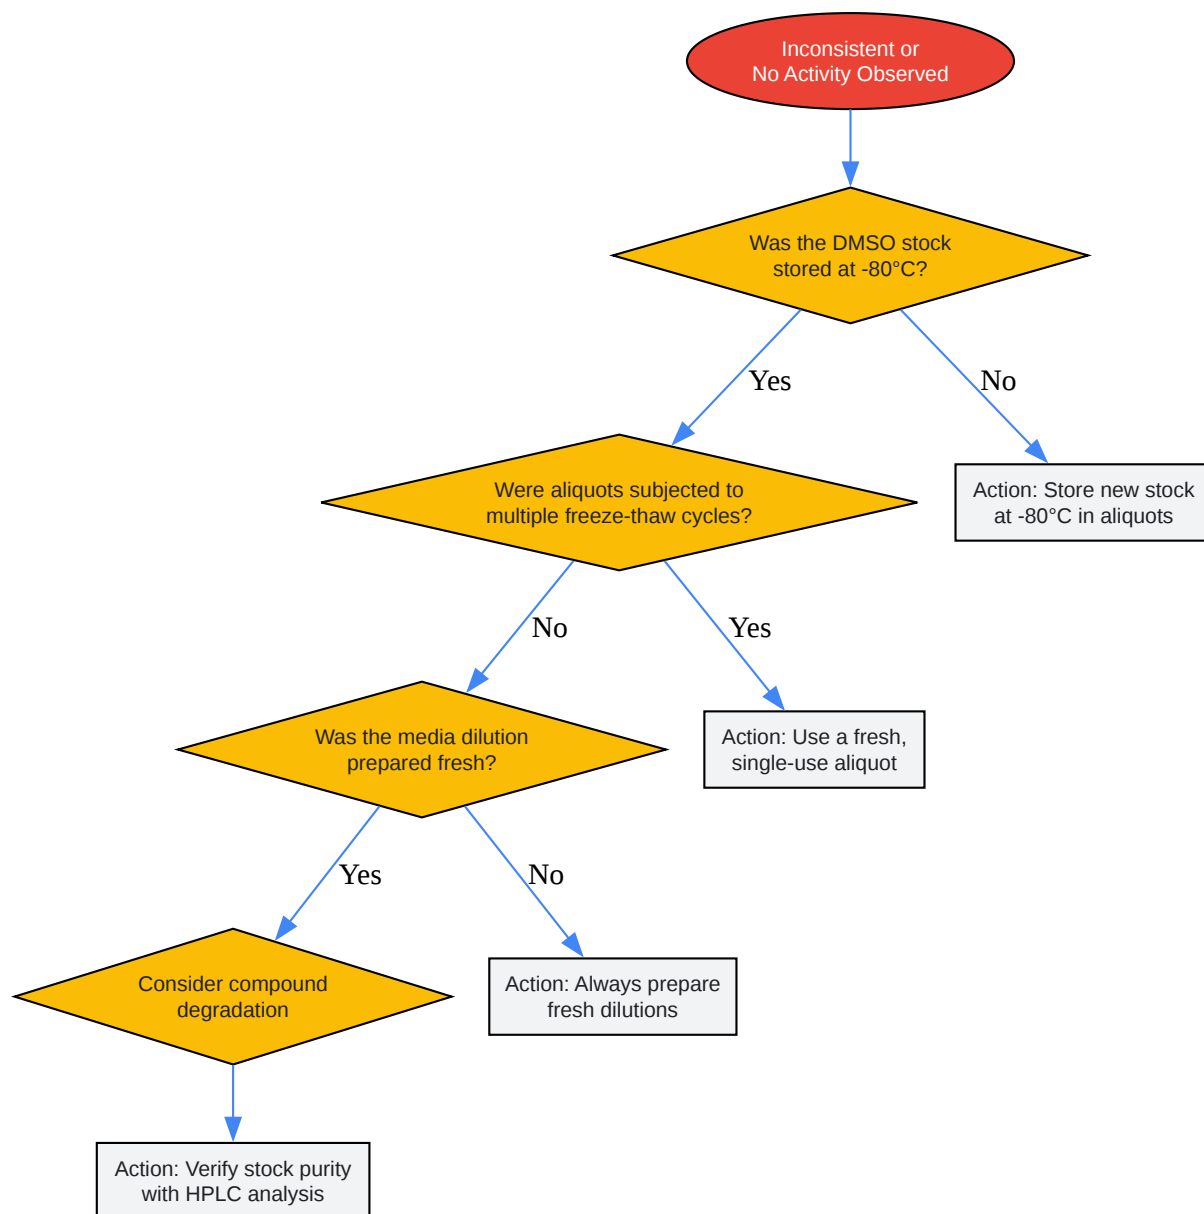 Inconsistent or
No Activity Observed
Was the DMSO stock
stored at -80°C?
Yes
No
Were aliquots subjected to
multiple freeze-thaw cycles?
Action: Store new stock
at -80°C in aliquots
No
Yes
Was the media dilution
prepared fresh?
Action: Use a fresh,
single-use aliquot
Yes
No
Consider compound
degradation
Action: Always prepare
fresh dilutions
Action: Verify stock purity
with HPLC analysis